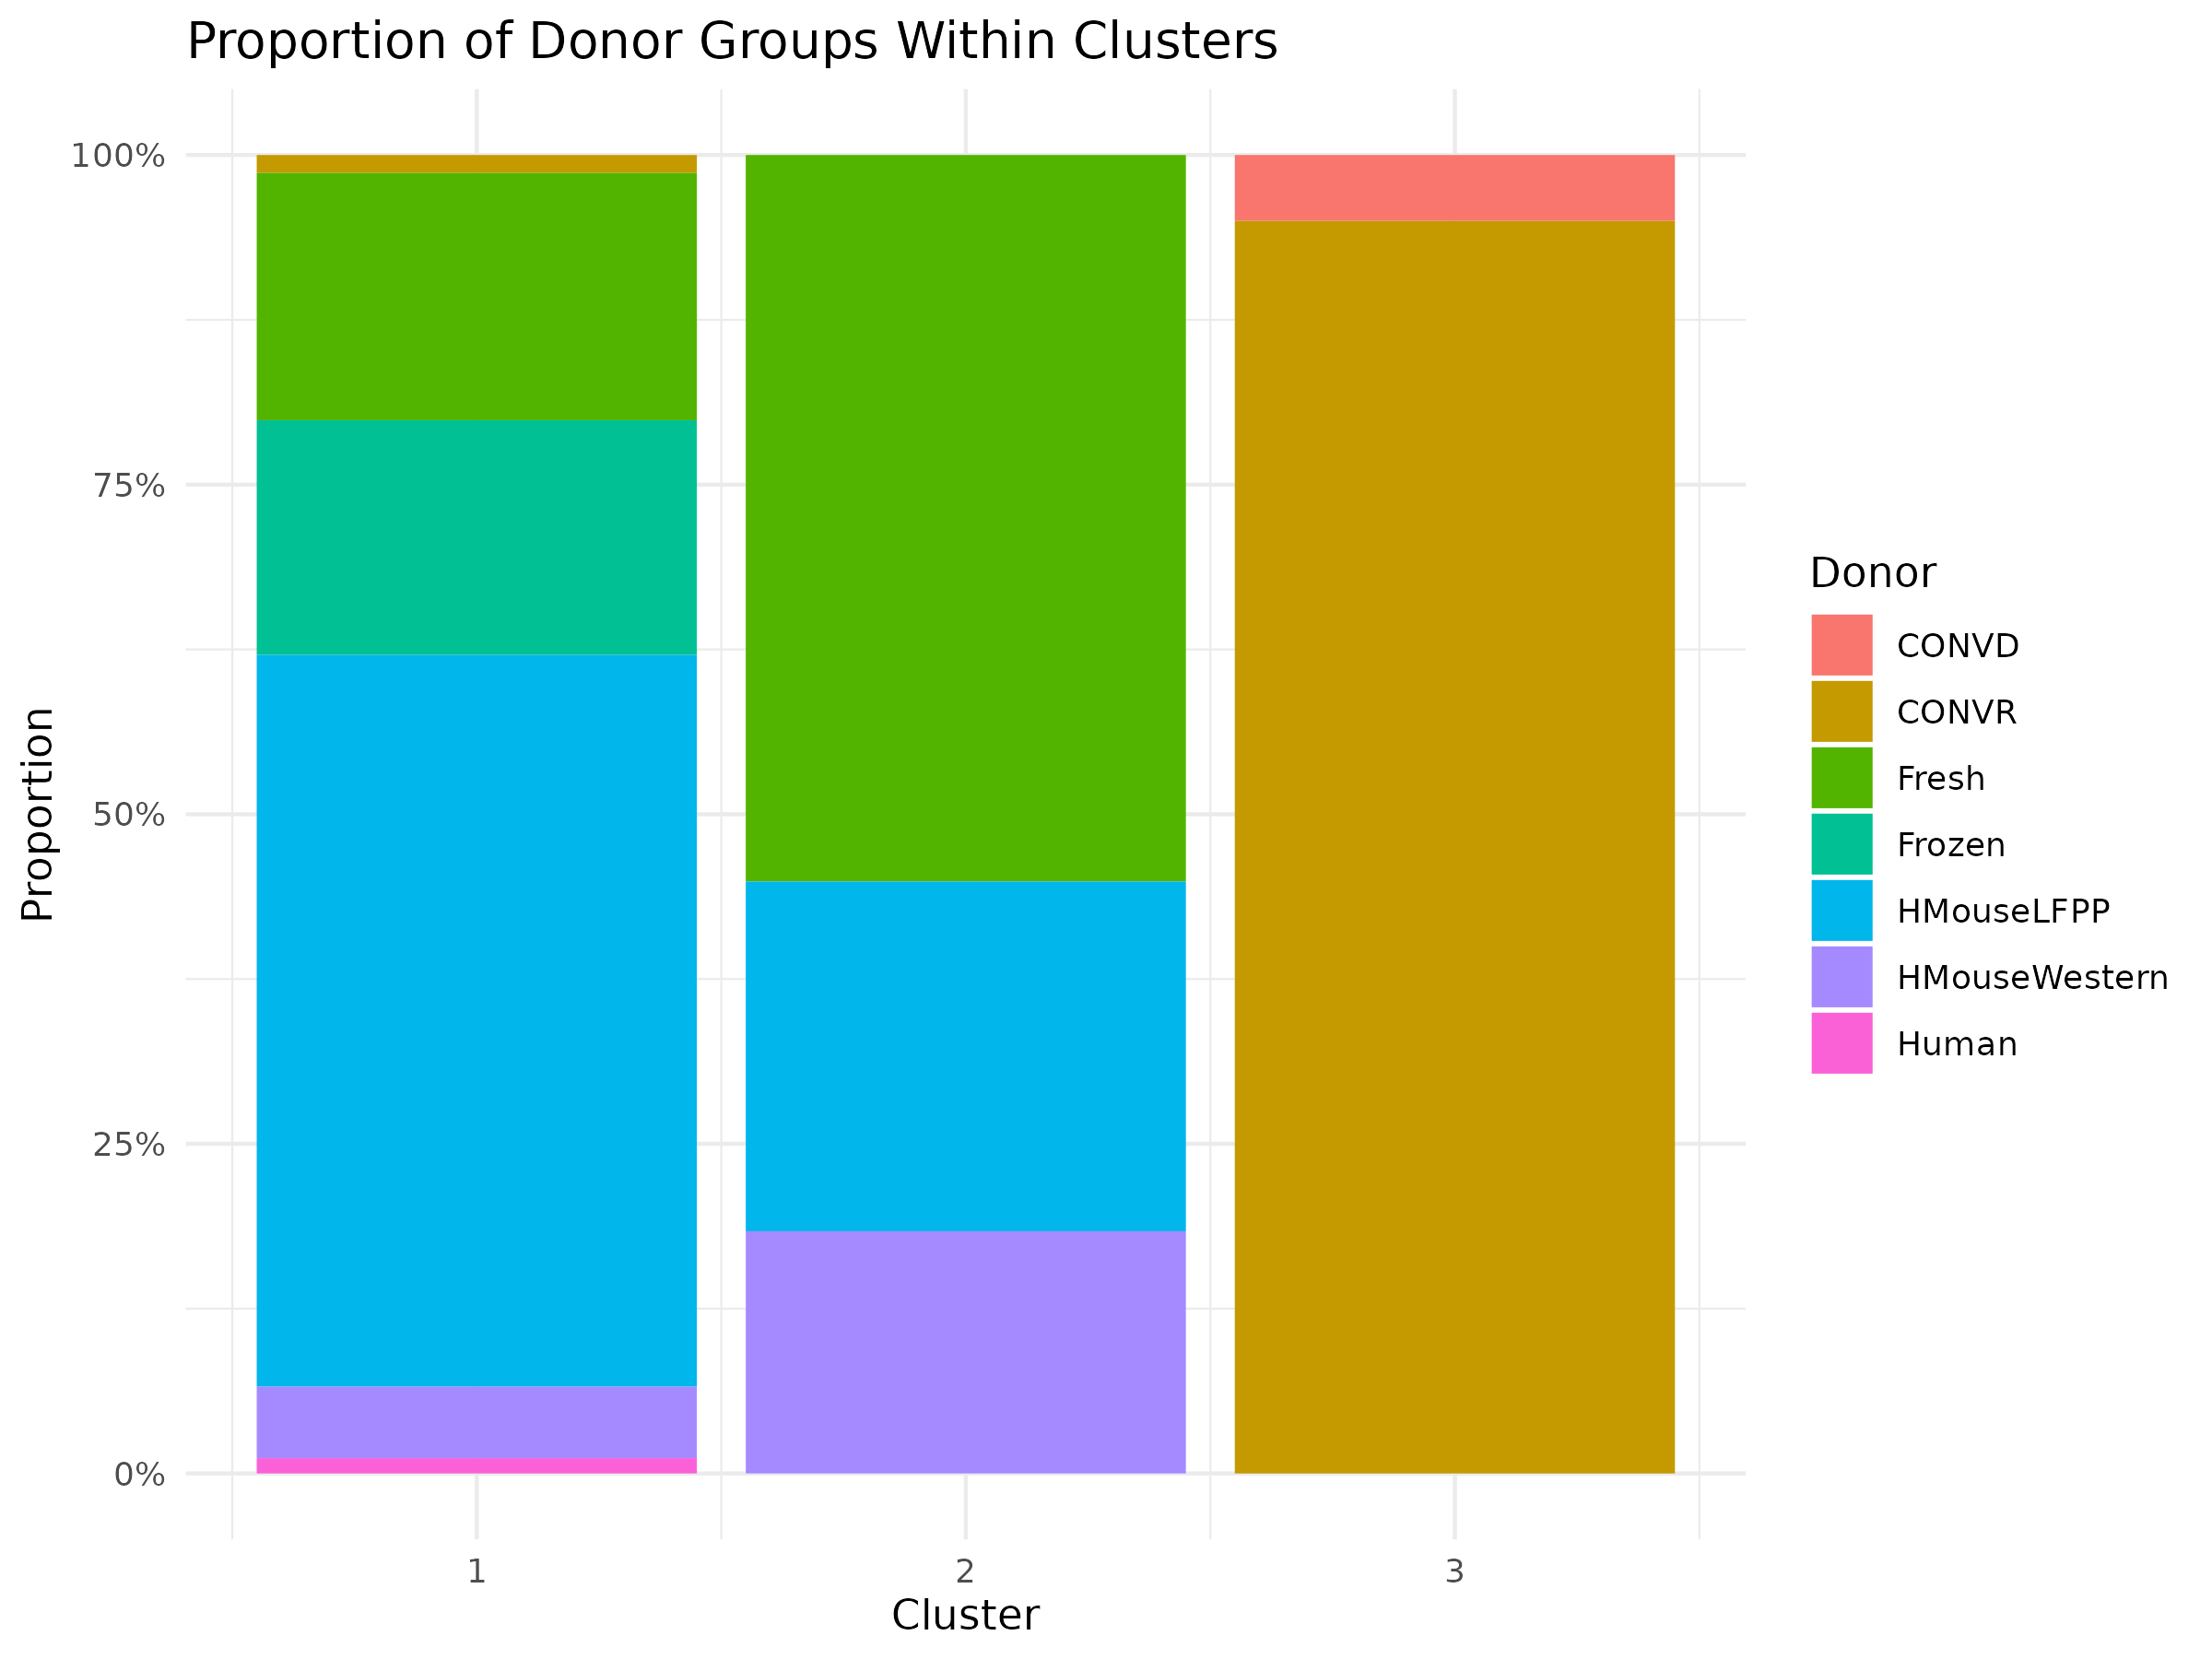 Proportion of Donor Groups Within Clusters
100%
75%
50%
25%
0%
Proportion
1 2 3
Cluster
Donor
CONVD
CONVR
Fresh
Frozen
HMouseLFPP
HMouseWestern
Human